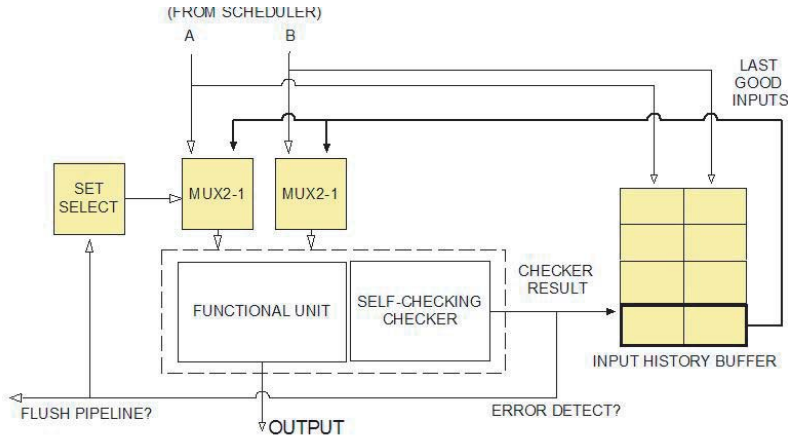 (FROM SCHEDULER)
A
B
LAST
GOOD
INPUTS
SET
SELECT
MUX2-1
MUX2-1
CHECKER
RESULT
FUNCTIONAL UNIT
SELF-CHECKING
CHECKER
INPUT HISTORY BUFFER
FLUSH PIPELINE?
ERROR DETECT?
OUTPUT